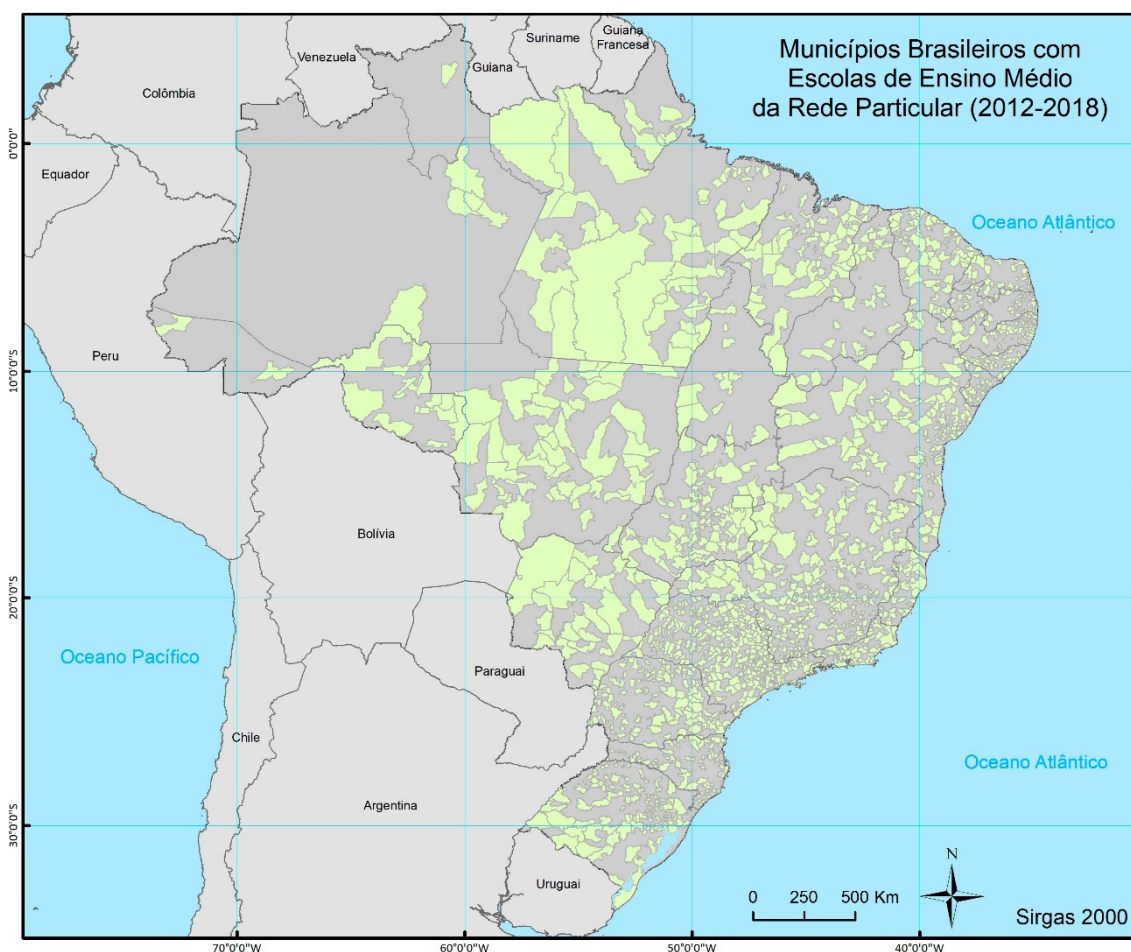 Municípios Brasileiros com
Escolas de Ensino Médio
da Rede Particular (2012-2018)
Venezuela
Suriname
Guiana
Francesa
Guiana
Colômbia
Equador
Peru
Bolívia
Paraguai
Chile
Argentina
Uruguai
Oceano Atlântico
Oceano Pacífico
Oceano Atlântico
0°0'0"
10°0'0"S
20°0'0"S
30°0'0"S
70°0'0"W
60°0'0"W
50°0'0"W
40°0'0"W
N
0 250 500 Km
Sirgas 2000